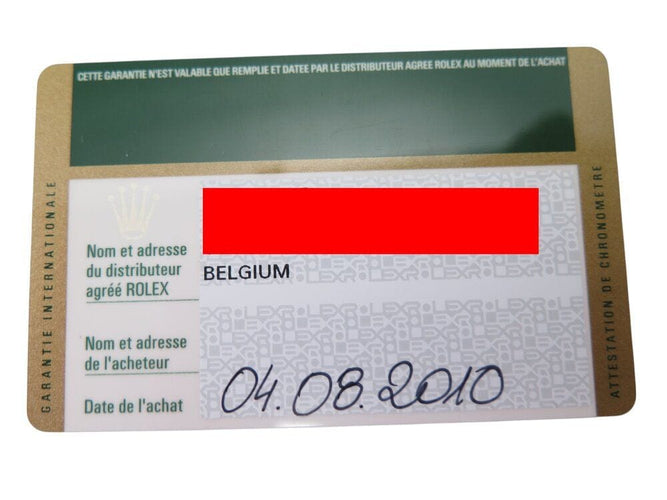 CETTE GARANTIE N'EST VALABLE QUE REMPLIE ET DATEE PAR LE DISTRIBUTEUR AGREE ROLEX AU MOMENT DE L'ACHAT
GARANTIE INTERNATIONALE
Nom et adresse
du distributeur
agréé ROLEX
BELGIUM
Nom et adresse
de l'acheteur
Date de l'achat
04.08.2010
ATTESTATION DE CHRONOMETRE